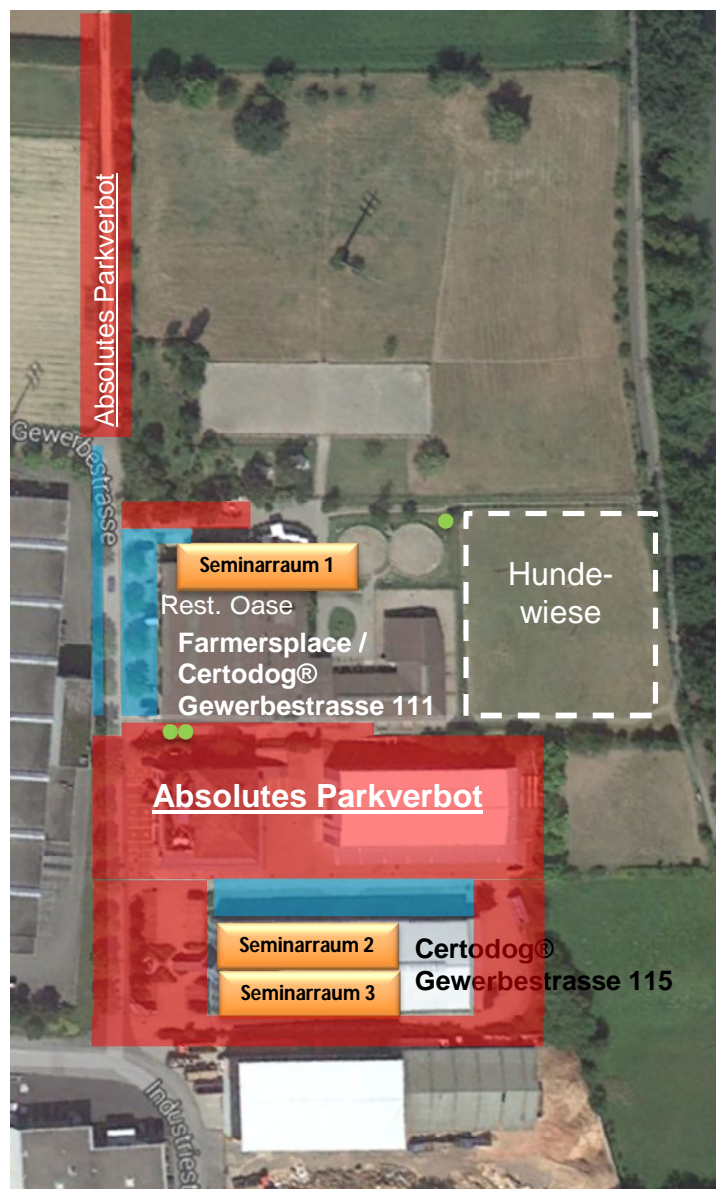 Absolutes Parkverbot
Gewerbestrasse
Seminarraum 1
Rest. Oase
Farmersplace /
Certodog®
Gewerbestrasse 111
Hunde-
wiese
Absolutes Parkverbot
Seminarraum 2
Seminarraum 3
Certodog®
Gewerbestrasse 115
Industriest